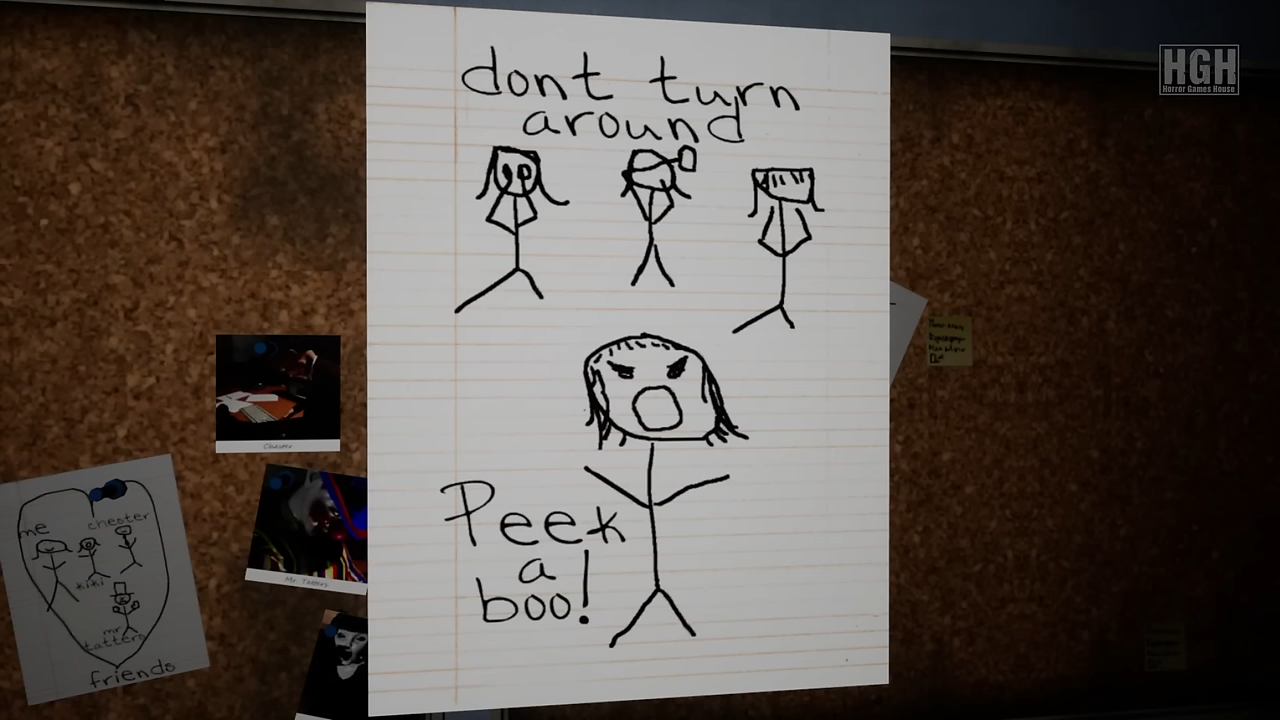 dont turn
around
Peek
a
boo!
HGH
Horror Games House
Chester
Mr. Tatters
me
chester
kiki
mr
tatters
friends